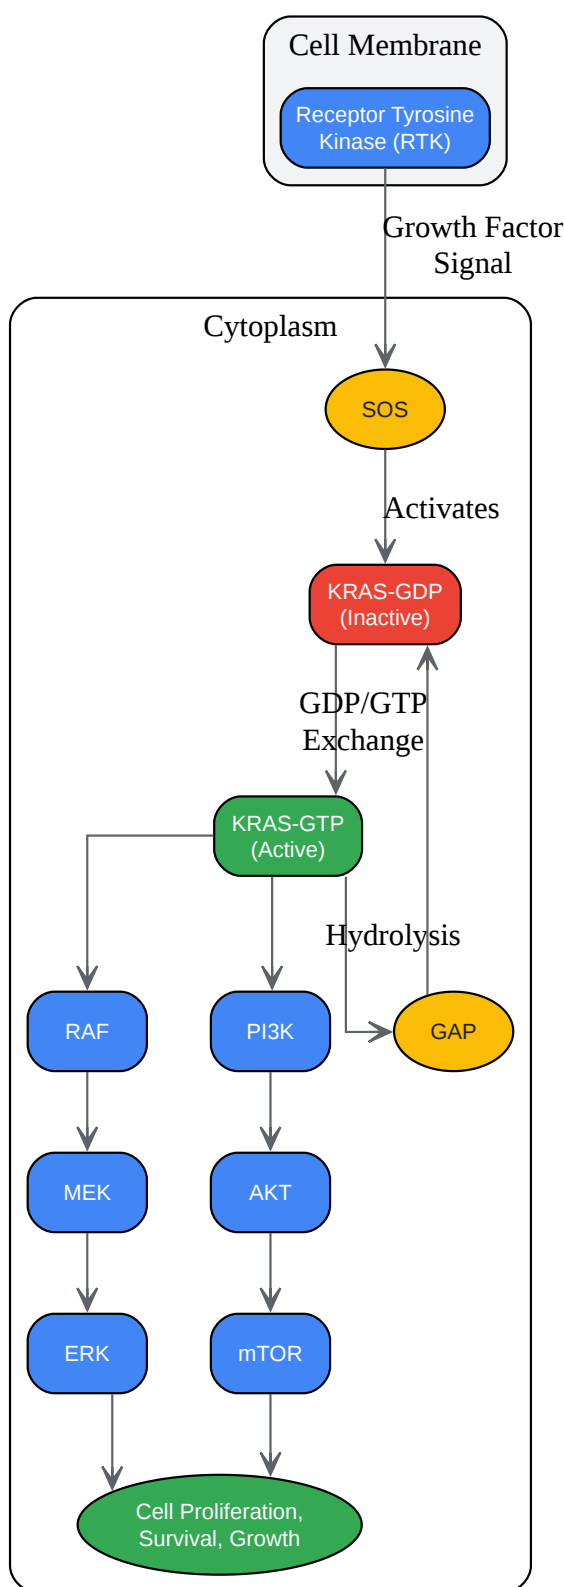 Cell Membrane
Receptor Tyrosine
Kinase (RTK)
Growth Factor
Signal
Cytoplasm
SOS
Activates
KRAS-GDP
(Inactive)
GDP/GTP
Exchange
KRAS-GTP
(Active)
Hydrolysis
RAF
PI3K
GAP
MEK
AKT
ERK
mTOR
Cell Proliferation,
Survival, Growth